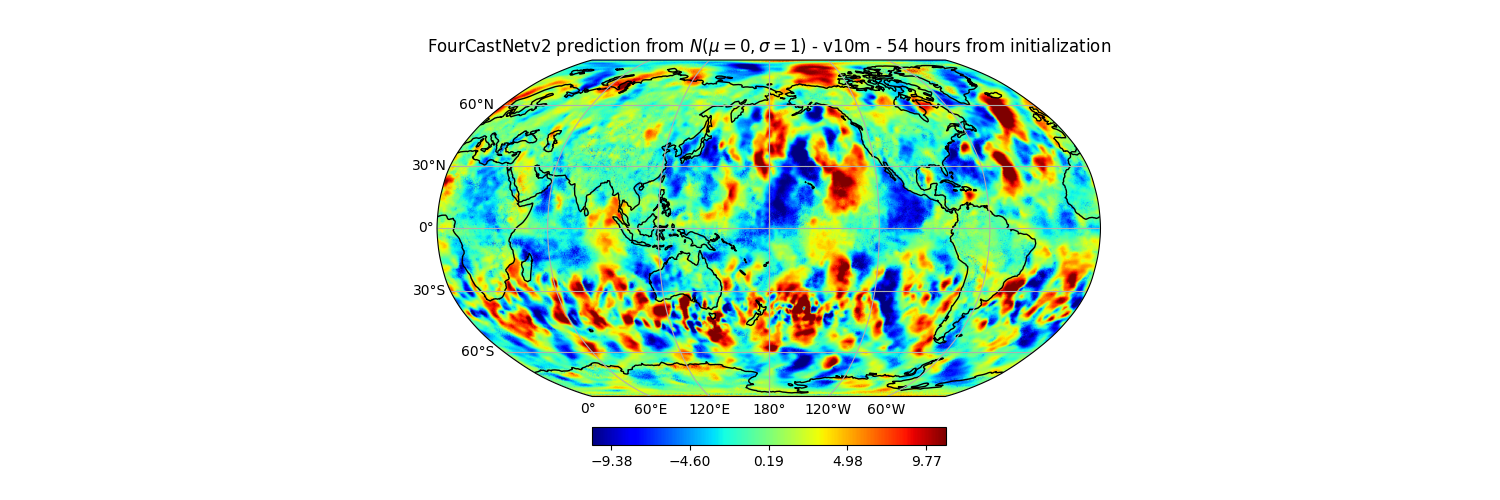 FourCastNetv2 prediction from N(μ = 0, σ = 1) - v10m - 54 hours from initialization
60°N
30°N
0°
30°S
60°S
0° 60°E 120°E 180° 120°W 60°W
−9.38 −4.60 0.19 4.98 9.77